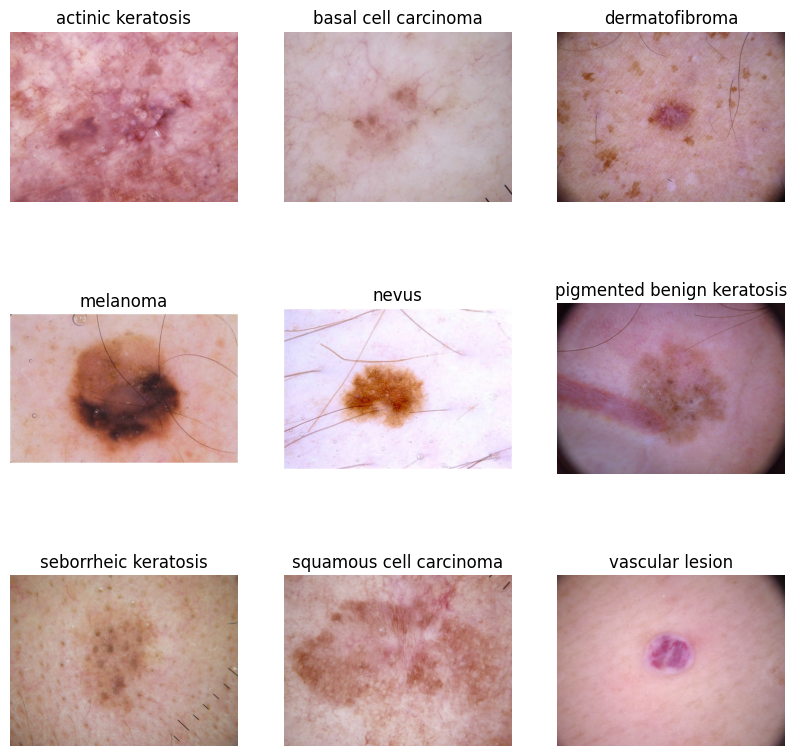 actinic keratosis
basal cell carcinoma
dermatofibroma
melanoma
nevus
pigmented benign keratosis
seborrheic keratosis
squamous cell carcinoma
vascular lesion